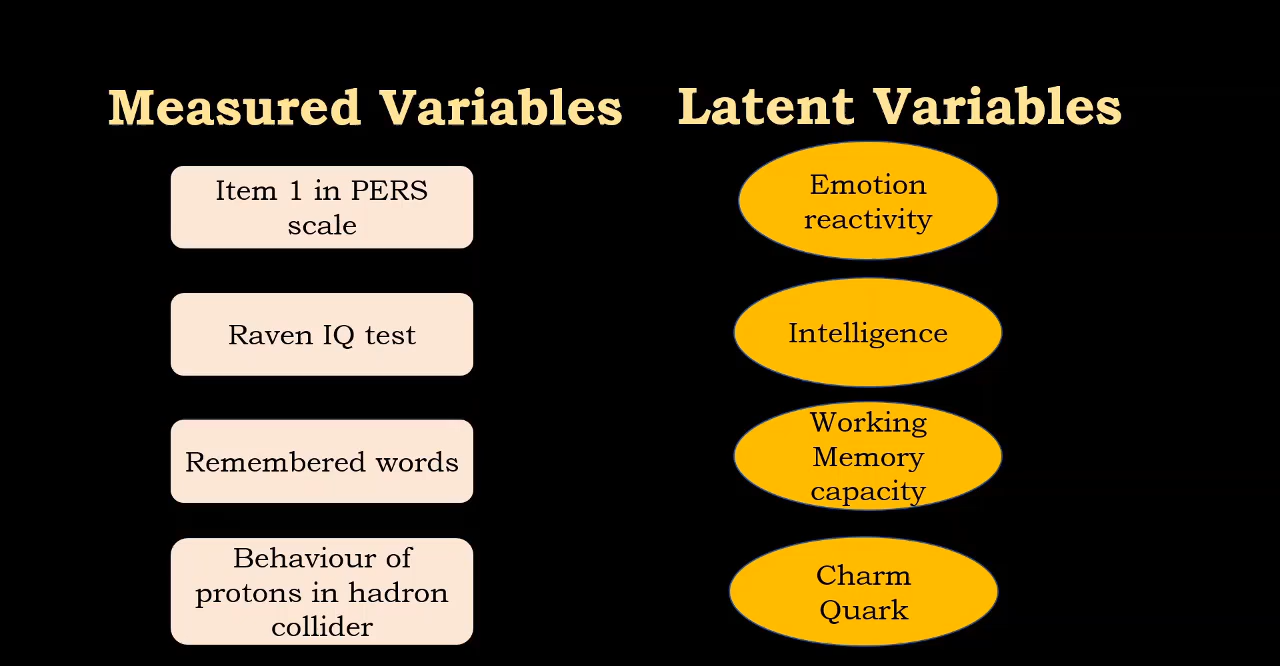 Measured Variables
Latent Variables
Item 1 in PERS
scale
Emotion
reactivity
Raven IQ test
Intelligence
Remembered words
Working
Memory
capacity
Behaviour of
protons in hadron
collider
Charm
Quark